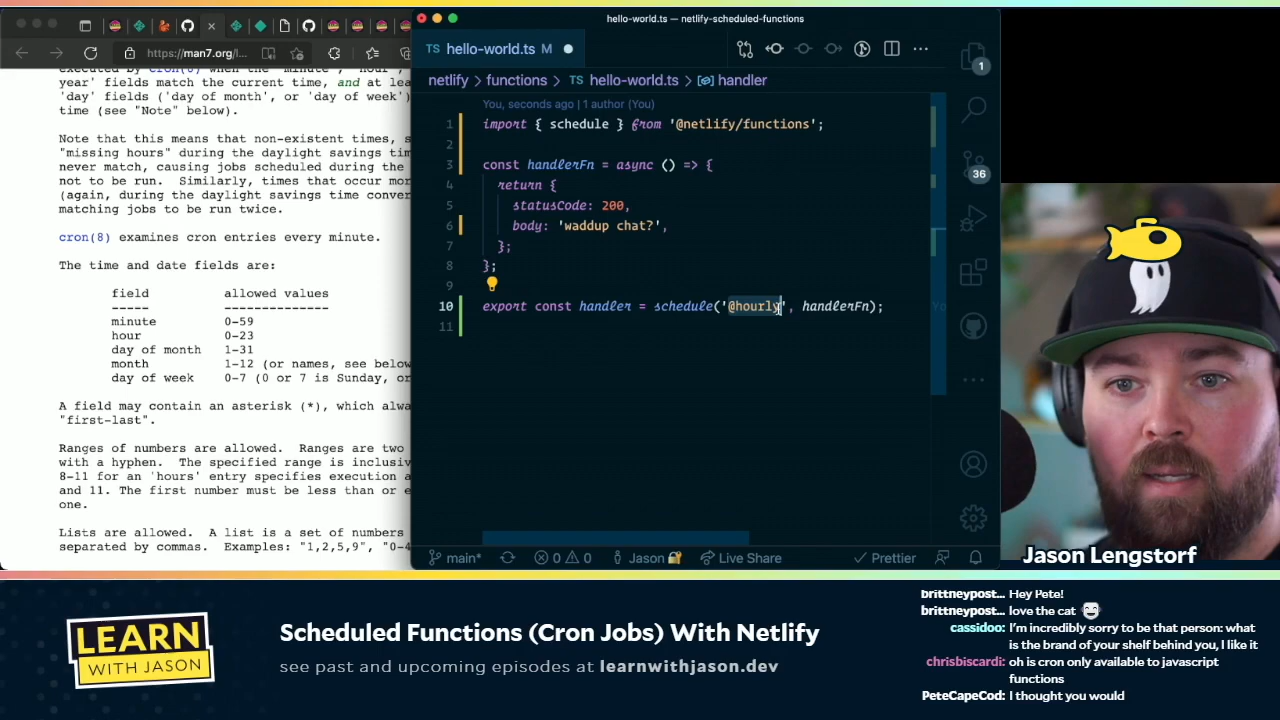 https://man7.org/l...
executed by cron(8) when the 'minute', 'hour',
year' fields match the current time, and at lea
'day' fields ('day of month', or 'day of week')
time (see "Note" below).
Note that this means that non-existent times, s
"missing hours" during the daylight savings tim
never match, causing jobs scheduled during the
not to be run. Similarly, times that occur mor
(again, during the daylight savings time conver
matching jobs to be run twice.
cron(8) examines cron entries every minute.
The time and date fields are:
field allowed values
----- --------------
minute 0-59
hour 0-23
day of month 1-31
month 1-12 (or names, see below
day of week 0-7 (0 or 7 is Sunday, or
A field may contain an asterisk (*), which alwa
"first-last".
Ranges of numbers are allowed. Ranges are two
with a hyphen. The specified range is inclusiv
8-11 for an 'hours' entry specifies execution a
and 11. The first number must be less than or e
one.
Lists are allowed. A list is a set of numbers
separated by commas. Examples: "1,2,5,9", "0-4
hello-world.ts — netlify-scheduled-functions
TS hello-world.ts M
netlify > functions > TS hello-world.ts > handler
You, seconds ago | 1 author (You)
1 import { schedule } from '@netlify/functions';
2
3 const handlerFn = async () => {
4 return {
5 statusCode: 200,
6 body: 'waddup chat?',
7 };
8 };
9
10 export const handler = schedule('@hourly', handlerFn);
11
1
36
main* 0 0 Jason Live Share Prettier
Jason Lengstorf
LEARN
WITH JASON
Scheduled Functions (Cron Jobs) With Netlify
see past and upcoming episodes at learnwithjason.dev
brittneypost... Hey Pete!
brittneypost... love the cat
cassidoo: I'm incredibly sorry to be that person: what
is the brand of your shelf behind you, I like it
chrisbiscardi: oh is cron only available to javascript
functions
PeteCapeCod: I thought you would